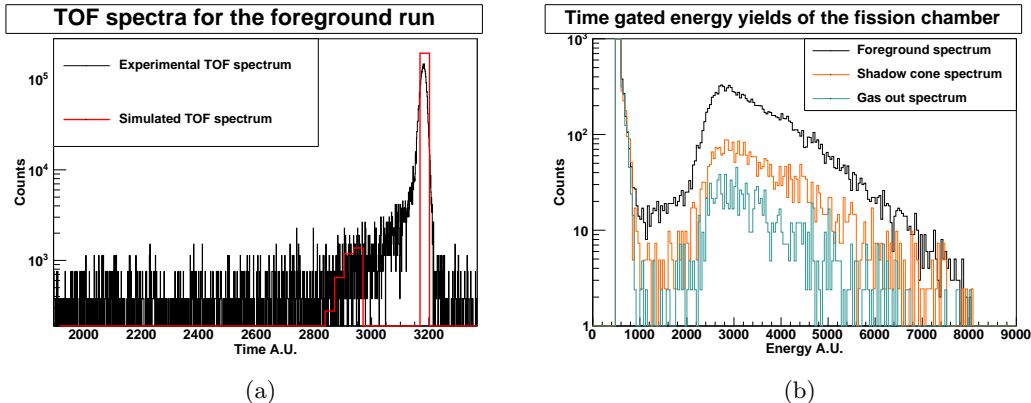 TOF spectra for the foreground run
Experimental TOF spectrum
Simulated TOF spectrum
Counts
10^5
10^4
10^3
2000 2200 2400 2600 2800 3000 3200
Time A.U.
(a)
Time gated energy yields of the fission chamber
Foreground spectrum
Shadow cone spectrum
Gas out spectrum
Counts
10^3
10^2
10
1
0 1000 2000 3000 4000 5000 6000 7000 8000 9000
Energy A.U.
(b)